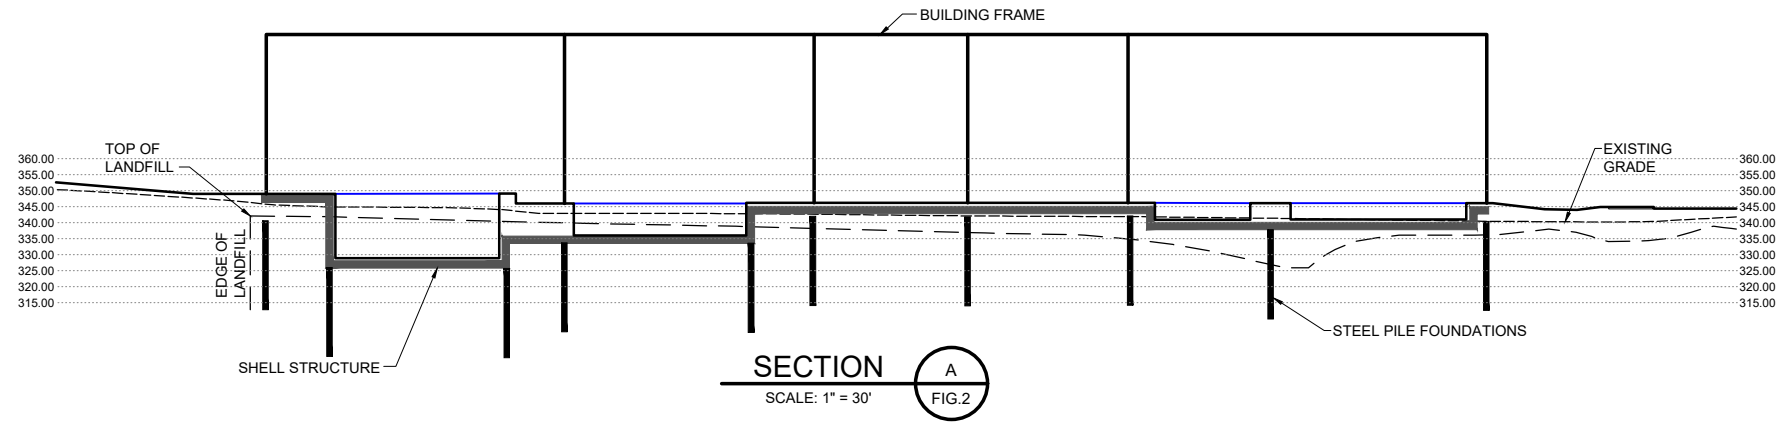 BUILDING FRAME
TOP OF
LANDFILL
EXISTING
GRADE
360.00
355.00
350.00
345.00
340.00
335.00
330.00
325.00
320.00
315.00
360.00
355.00
350.00
345.00
340.00
335.00
330.00
325.00
320.00
315.00
EDGE OF
LANDFILL
SHELL STRUCTURE
STEEL PILE FOUNDATIONS
SECTION
SCALE: 1" = 30'
A
FIG.2